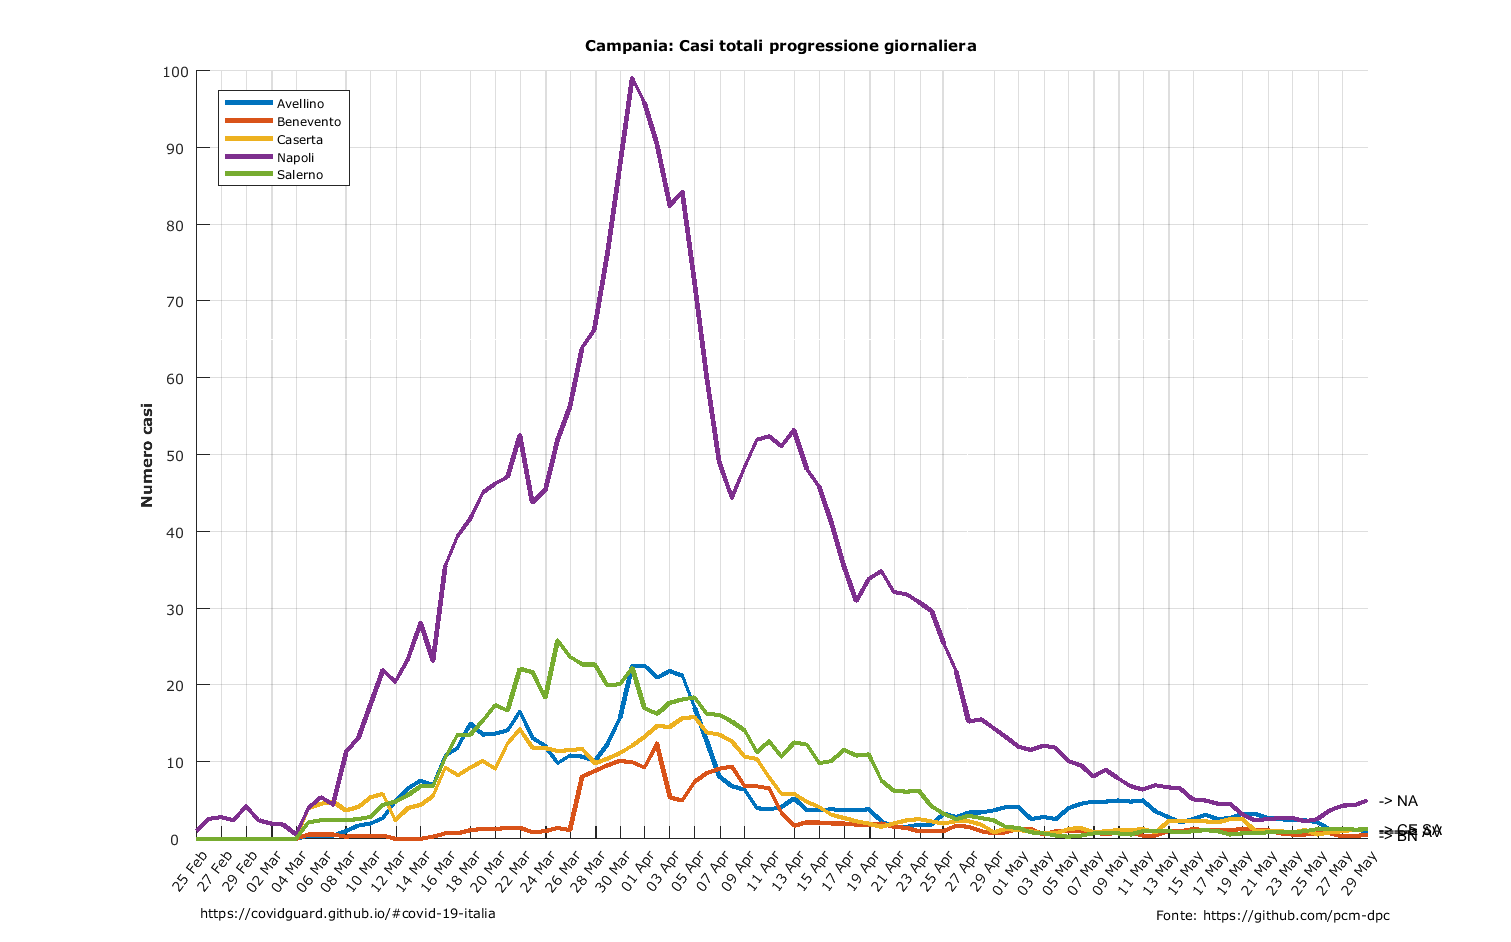 Campania: Casi totali progressione giornaliera
100
90
80
70
60
50
40
30
20
10
0
Numero casi
Avellino
Benevento
Caserta
Napoli
Salerno
-> NA
-> CE SA
-> BN
25 Feb
27 Feb
29 Feb
02 Mar
04 Mar
06 Mar
08 Mar
10 Mar
12 Mar
14 Mar
16 Mar
18 Mar
20 Mar
22 Mar
24 Mar
26 Mar
28 Mar
30 Mar
01 Apr
03 Apr
05 Apr
07 Apr
09 Apr
11 Apr
13 Apr
15 Apr
17 Apr
19 Apr
21 Apr
23 Apr
25 Apr
27 Apr
29 Apr
01 May
03 May
05 May
07 May
09 May
11 May
13 May
15 May
17 May
19 May
21 May
23 May
25 May
27 May
29 May
https://covidguard.github.io/#covid-19-italia
Fonte: https://github.com/pcm-dpc